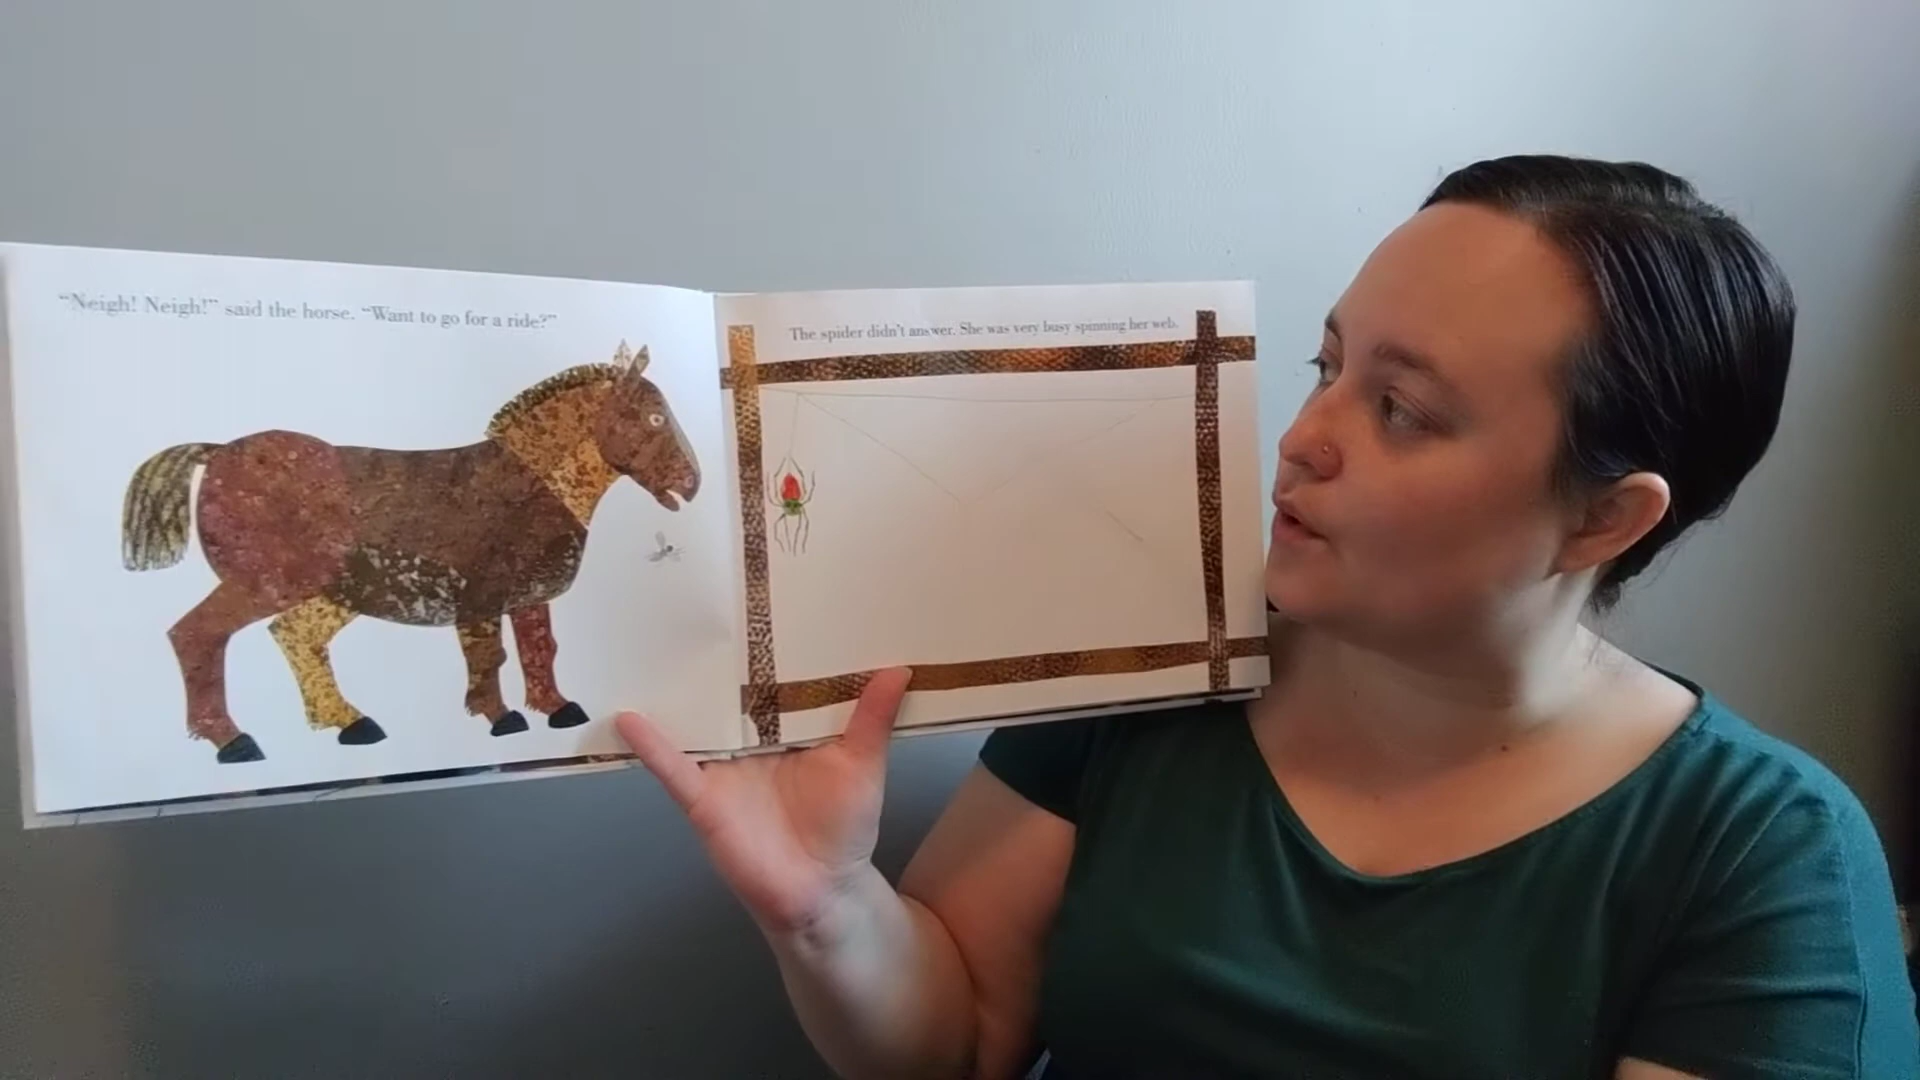 “Neigh! Neigh!” said the horse. “Want to go for a ride?”
The spider didn’t answer. She was very busy spinning her web.